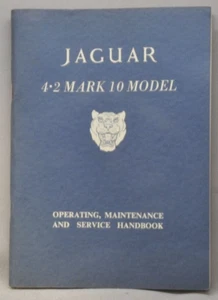 JAGUAR
4·2 MARK 10 MODEL
OPERATING, MAINTENANCE
AND SERVICE HANDBOOK